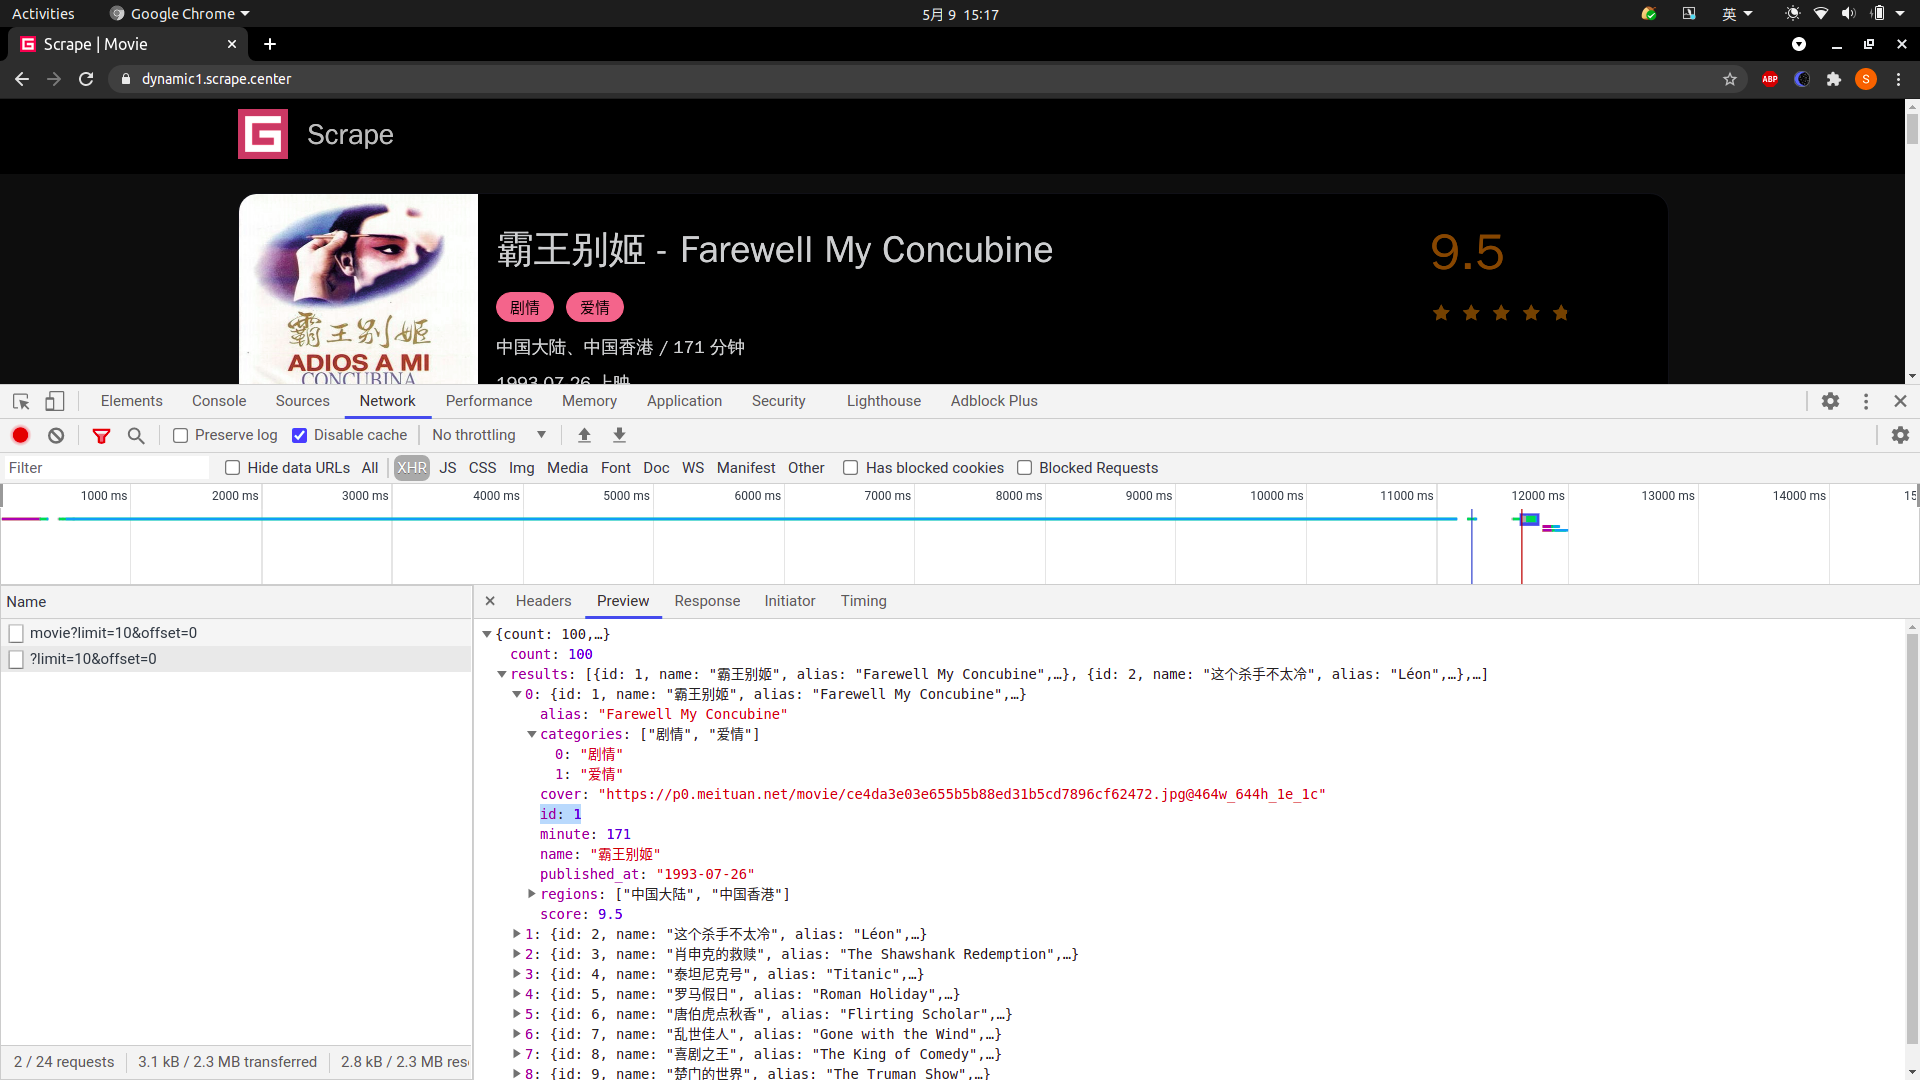 Activities
Google Chrome
5月 9 15:17
英
Scrape | Movie
dynamic1.scrape.center
ABP
S
Scrape
霸王别姬 - Farewell My Concubine
9.5
剧情
爱情
中国大陆、中国香港 / 171 分钟
1993-07-26 上映
霸王别姬
ADIOS A MI
CONCUBINA
Elements
Console
Sources
Network
Performance
Memory
Application
Security
Lighthouse
Adblock Plus
Preserve log
Disable cache
No throttling
Filter
Hide data URLs
All
XHR
JS
CSS
Img
Media
Font
Doc
WS
Manifest
Other
Has blocked cookies
Blocked Requests
1000 ms
2000 ms
3000 ms
4000 ms
5000 ms
6000 ms
7000 ms
8000 ms
9000 ms
10000 ms
11000 ms
12000 ms
13000 ms
14000 ms
15
Name
movie?limit=10&offset=0
?limit=10&offset=0
Headers
Preview
Response
Initiator
Timing
{count: 100,…}
count: 100
results: [{id: 1, name: "霸王别姬", alias: "Farewell My Concubine",…}, {id: 2, name: "这个杀手不太冷", alias: "Léon",…},…]
0: {id: 1, name: "霸王别姬", alias: "Farewell My Concubine",…}
alias: "Farewell My Concubine"
categories: ["剧情", "爱情"]
0: "剧情"
1: "爱情"
cover: "https://p0.meituan.net/movie/ce4da3e03e655b5b88ed31b5cd7896cf62472.jpg@464w_644h_1e_1c"
id: 1
minute: 171
name: "霸王别姬"
published_at: "1993-07-26"
regions: ["中国大陆", "中国香港"]
score: 9.5
1: {id: 2, name: "这个杀手不太冷", alias: "Léon",…}
2: {id: 3, name: "肖申克的救赎", alias: "The Shawshank Redemption",…}
3: {id: 4, name: "泰坦尼克号", alias: "Titanic",…}
4: {id: 5, name: "罗马假日", alias: "Roman Holiday",…}
5: {id: 6, name: "唐伯虎点秋香", alias: "Flirting Scholar",…}
6: {id: 7, name: "乱世佳人", alias: "Gone with the Wind",…}
7: {id: 8, name: "喜剧之王", alias: "The King of Comedy",…}
8: {id: 9, name: "楚门的世界", alias: "The Truman Show",…}
2 / 24 requests
3.1 kB / 2.3 MB transferred
2.8 kB / 2.3 MB res